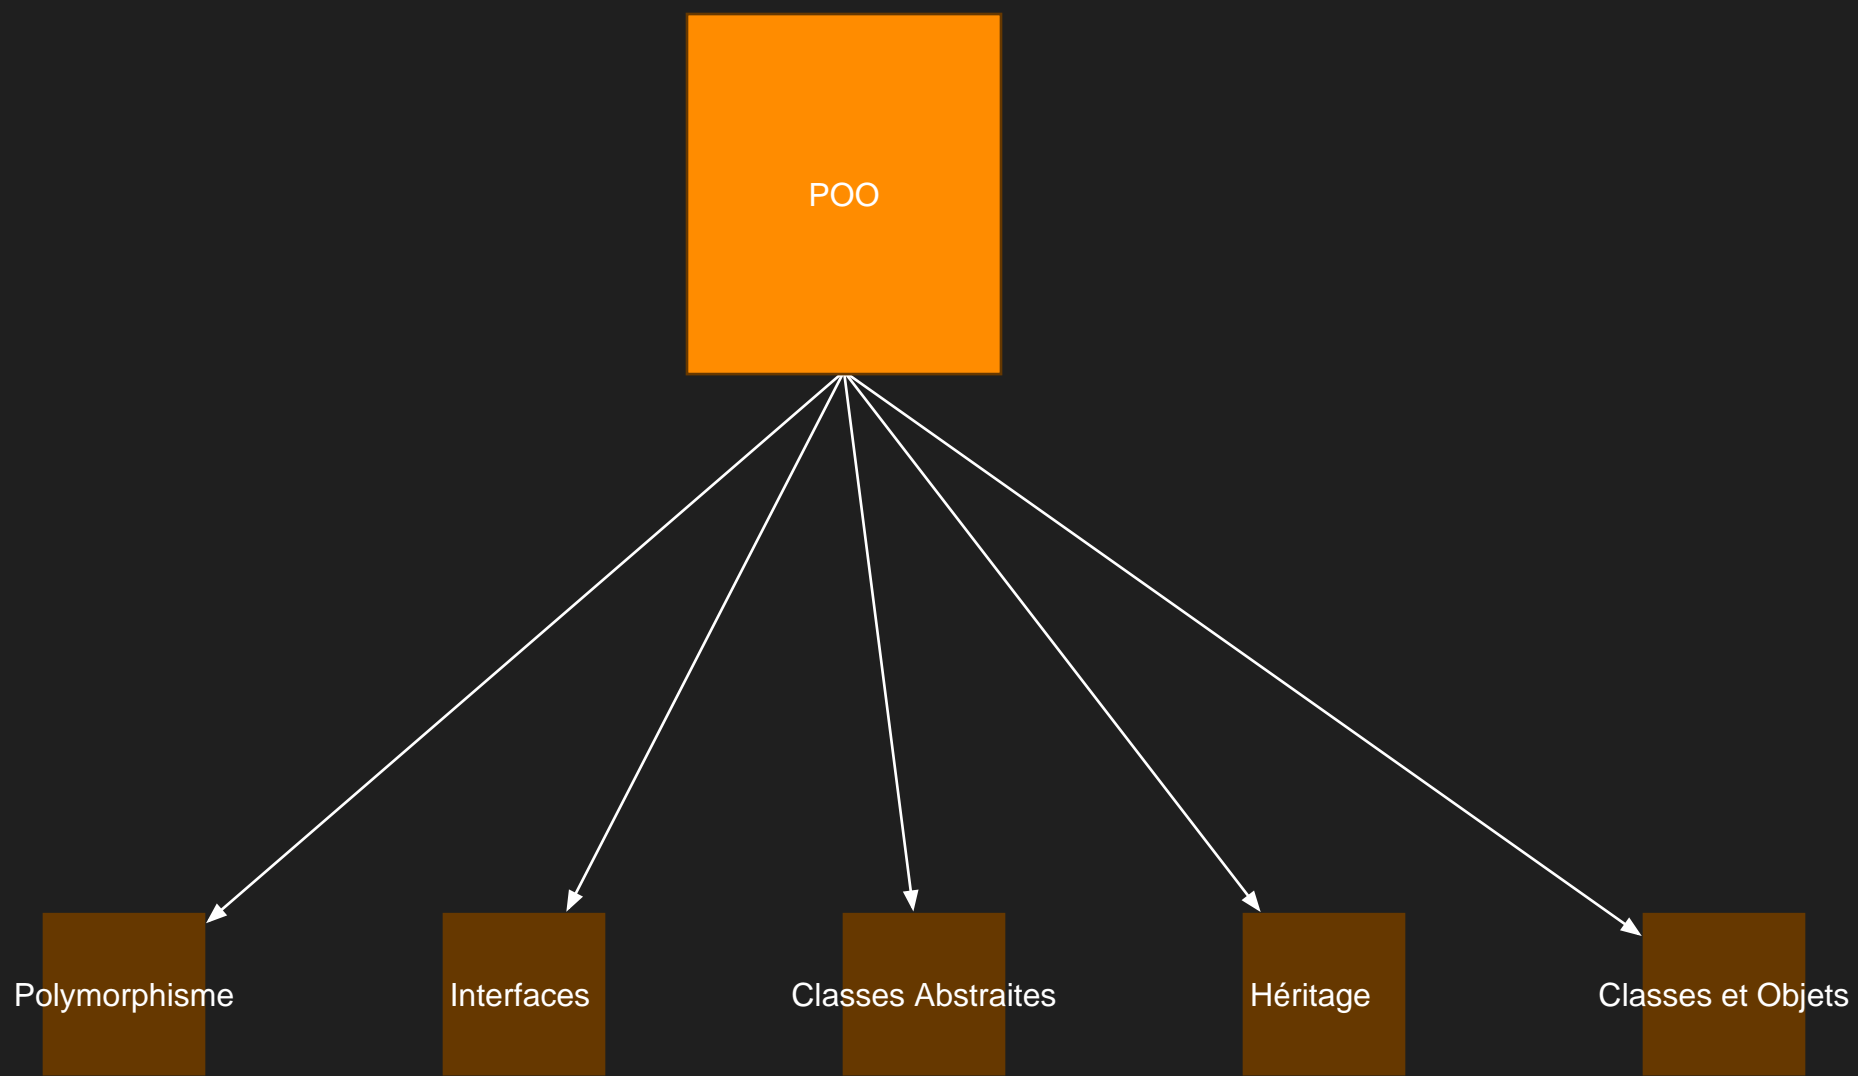 POO
Polymorphisme
Interfaces
Classes Abstraites
Héritage
Classes et Objets